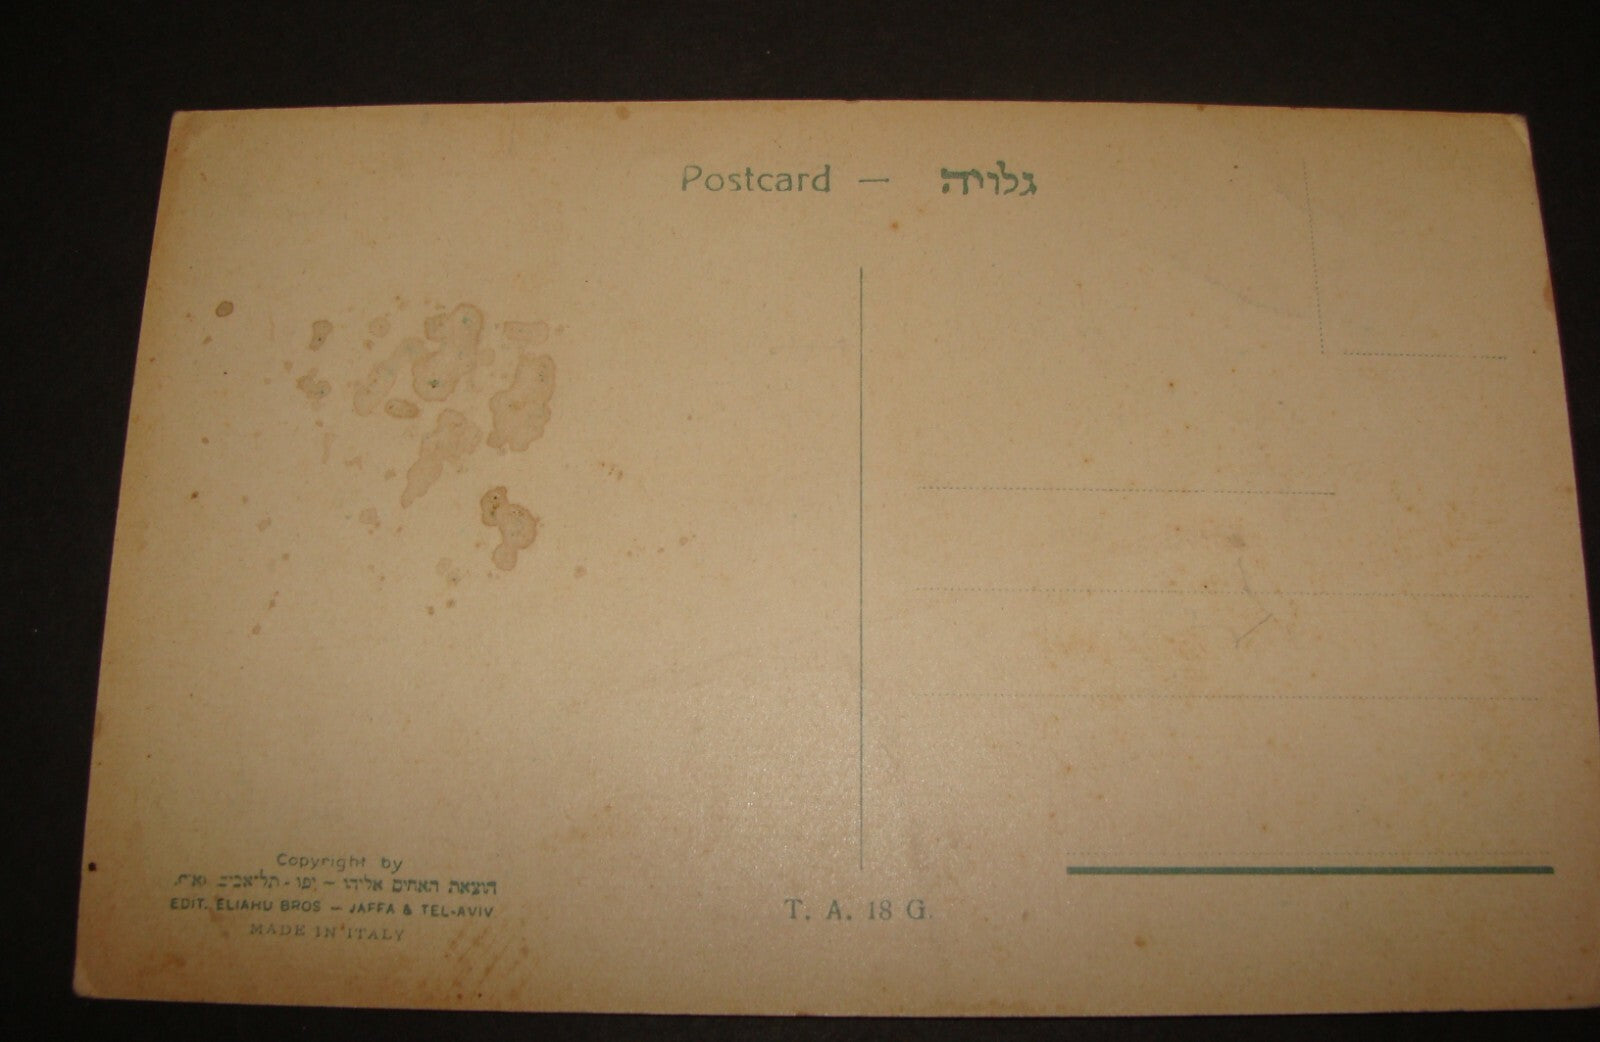 Postcard — גלויה
Copyright by
הוצאת האחים אליהו — יפו - תל־אביב
EDIT. ELIAHU BROS — JAFFA & TEL-AVIV
MADE IN ITALY
T. A. 18 G.